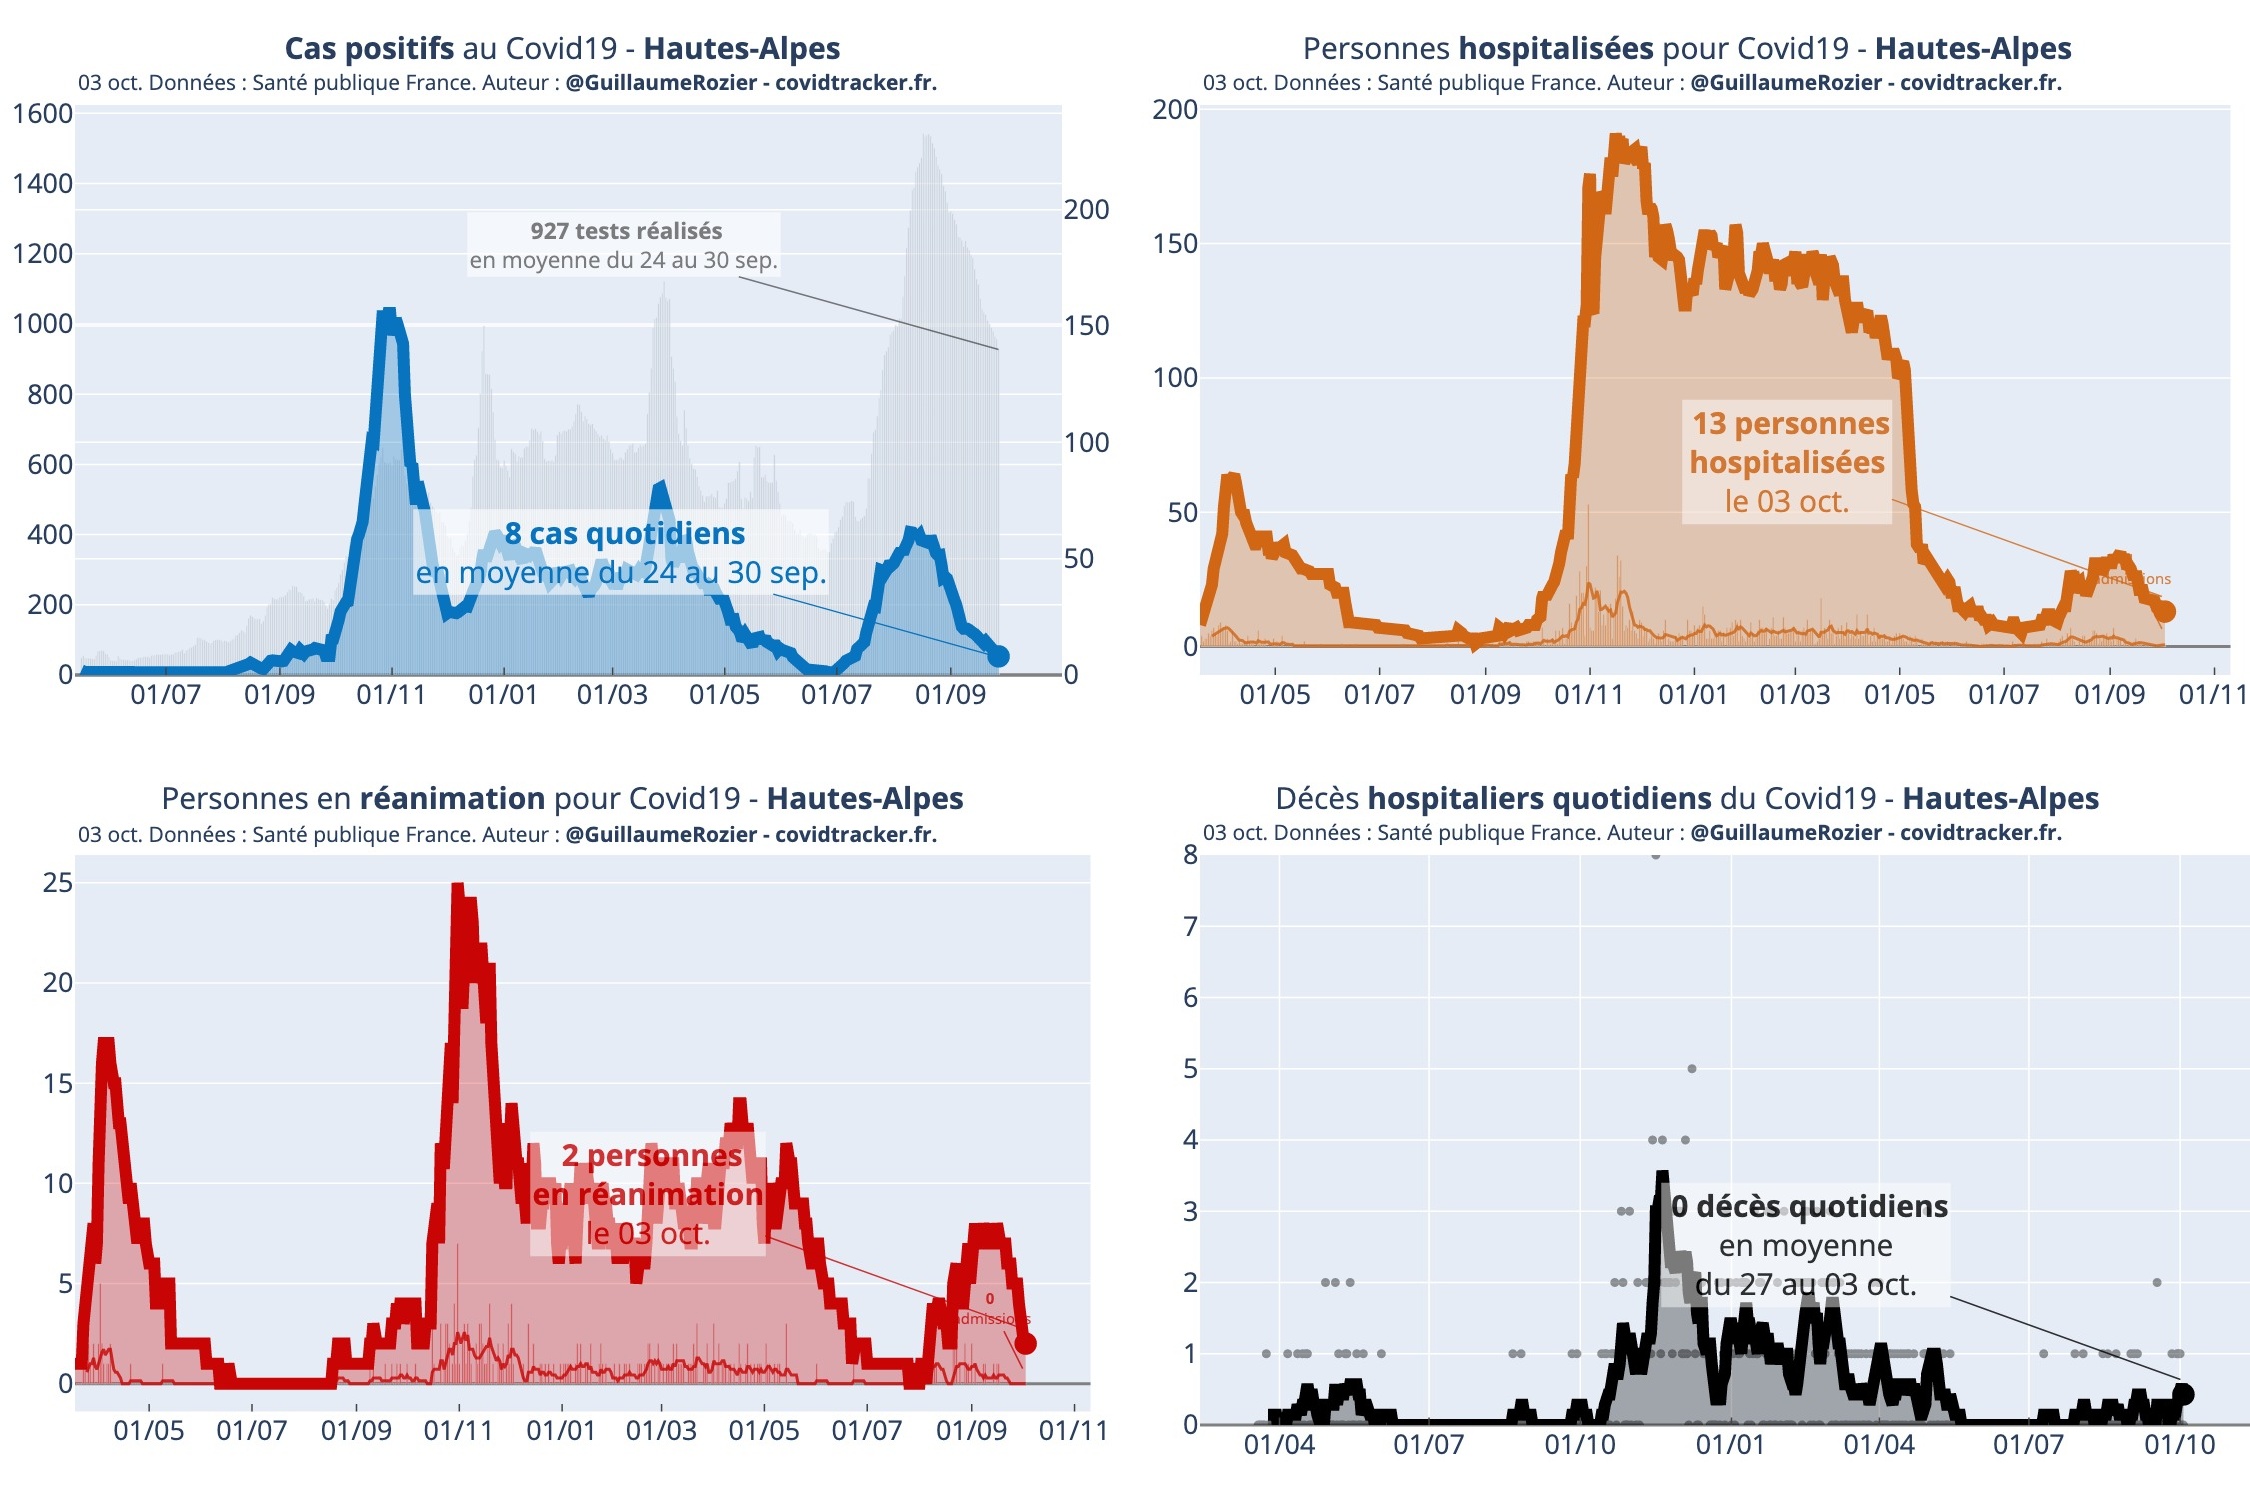 Cas positifs au Covid19 - Hautes-Alpes
03 oct. Données : Santé publique France. Auteur : @GuillaumeRozier - covidtracker.fr.
1600
1400
1200
1000
800
600
400
200
0
200
150
100
50
0
927 tests réalisés
en moyenne du 24 au 30 sep.
8 cas quotidiens
en moyenne du 24 au 30 sep.
01/07 01/09 01/11 01/01 01/03 01/05 01/07 01/09
Personnes hospitalisées pour Covid19 - Hautes-Alpes
03 oct. Données : Santé publique France. Auteur : @GuillaumeRozier - covidtracker.fr.
200
150
100
50
0
13 personnes
hospitalisées
le 03 oct.
admissions
01/05 01/07 01/09 01/11 01/01 01/03 01/05 01/07 01/09 01/11
Personnes en réanimation pour Covid19 - Hautes-Alpes
03 oct. Données : Santé publique France. Auteur : @GuillaumeRozier - covidtracker.fr.
25
20
15
10
5
0
2 personnes
en réanimation
le 03 oct.
0
admissions
01/05 01/07 01/09 01/11 01/01 01/03 01/05 01/07 01/09 01/11
Décès hospitaliers quotidiens du Covid19 - Hautes-Alpes
03 oct. Données : Santé publique France. Auteur : @GuillaumeRozier - covidtracker.fr.
8
7
6
5
4
3
2
1
0
0 décès quotidiens
en moyenne
du 27 au 03 oct.
01/04 01/07 01/10 01/01 01/04 01/07 01/10